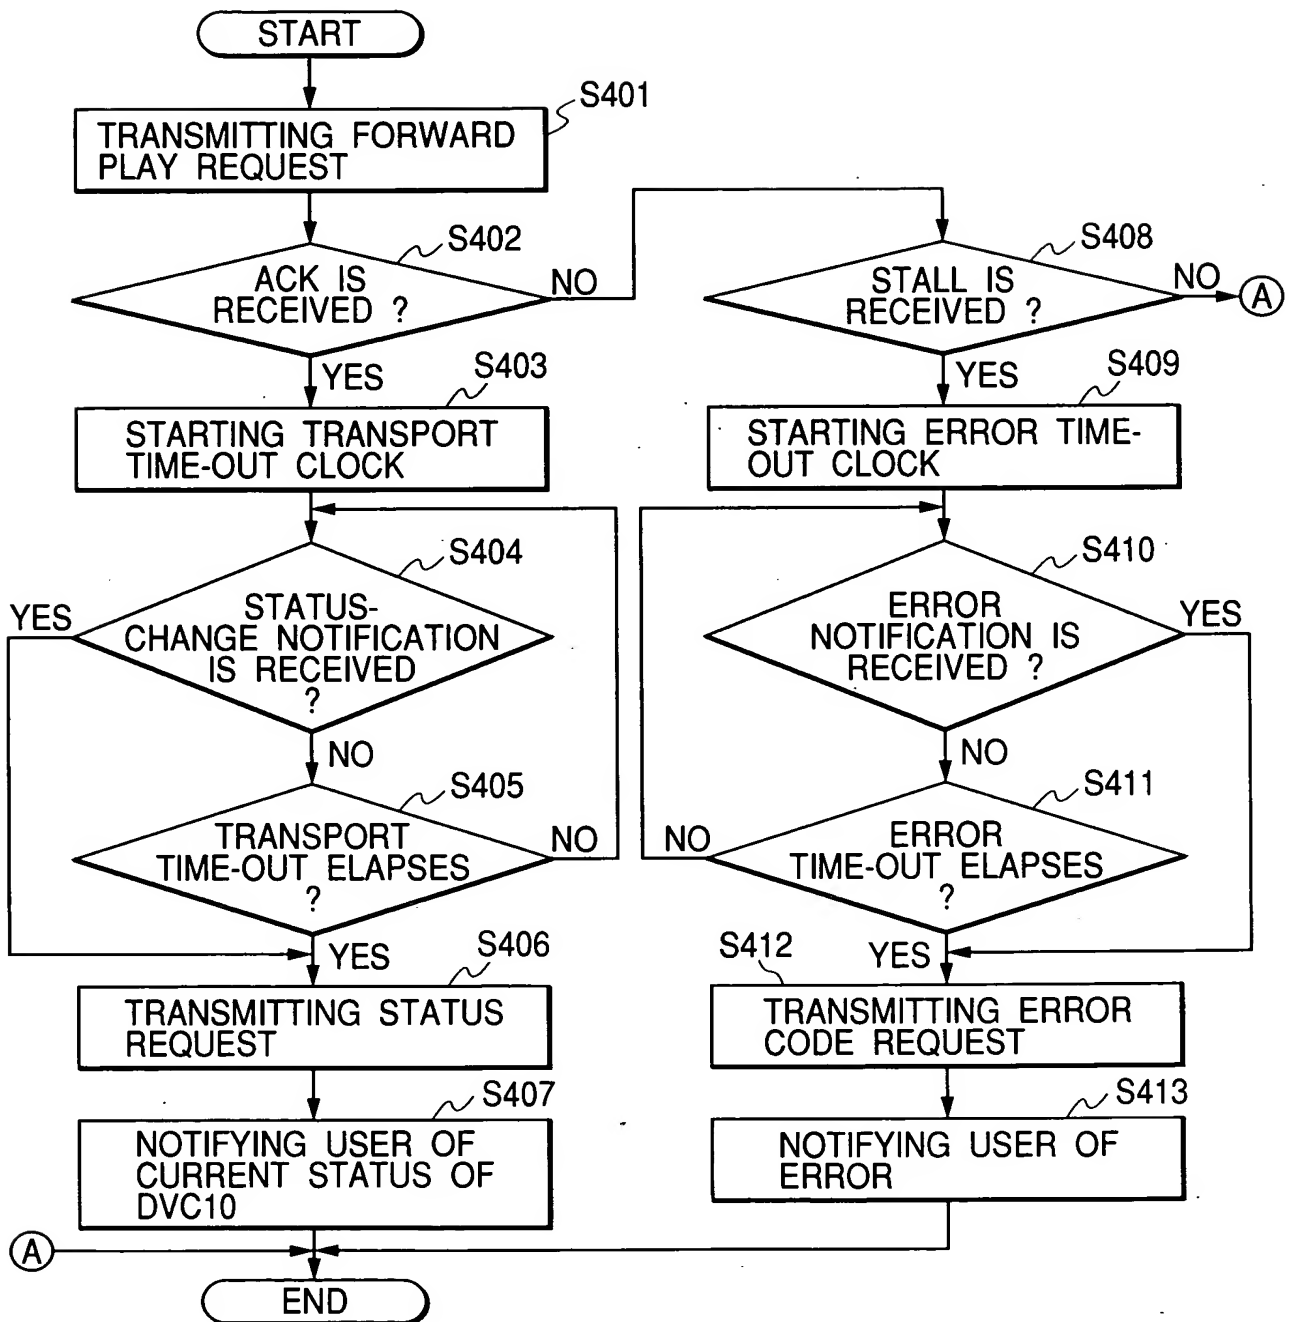 START
S401
TRANSMITTING FORWARD
PLAY REQUEST
S402
ACK IS
RECEIVED ?
NO
YES
S403
STARTING TRANSPORT
TIME-OUT CLOCK
S404
STATUS-
CHANGE NOTIFICATION
IS RECEIVED
?
YES
NO
S405
TRANSPORT
TIME-OUT ELAPSES
?
NO
YES
S406
TRANSMITTING STATUS
REQUEST
S407
NOTIFYING USER OF
CURRENT STATUS OF
DVC10
A
END
S408
STALL IS
RECEIVED ?
NO
A
YES
S409
STARTING ERROR TIME-
OUT CLOCK
S410
ERROR
NOTIFICATION IS
RECEIVED ?
YES
NO
S411
ERROR
TIME-OUT ELAPSES
?
NO
YES
S412
TRANSMITTING ERROR
CODE REQUEST
S413
NOTIFYING USER OF
ERROR